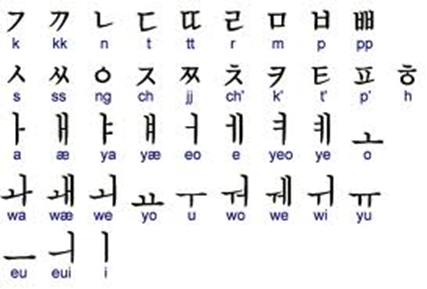 ㄱ ㄲ ㄴ ㄷ ㄸ ㄹ ㅁ ㅂ ㅃ
k kk n t tt r m p pp
ㅅ ㅆ ㅇ ㅈ ㅉ ㅊ ㅋ ㅌ ㅍ ㅎ
s ss ng ch jj ch' k' t' p' h
ㅏ ㅐ ㅑ ㅒ ㅓ ㅔ ㅕ ㅖ ㅗ
a æ ya yæ eo e yeo ye o
ㅘ ㅙ ㅚ ㅛ ㅜ ㅝ ㅞ ㅟ ㅠ
wa wæ we yo u wo we wi yu
ㅡ ㅢ ㅣ
eu eui i